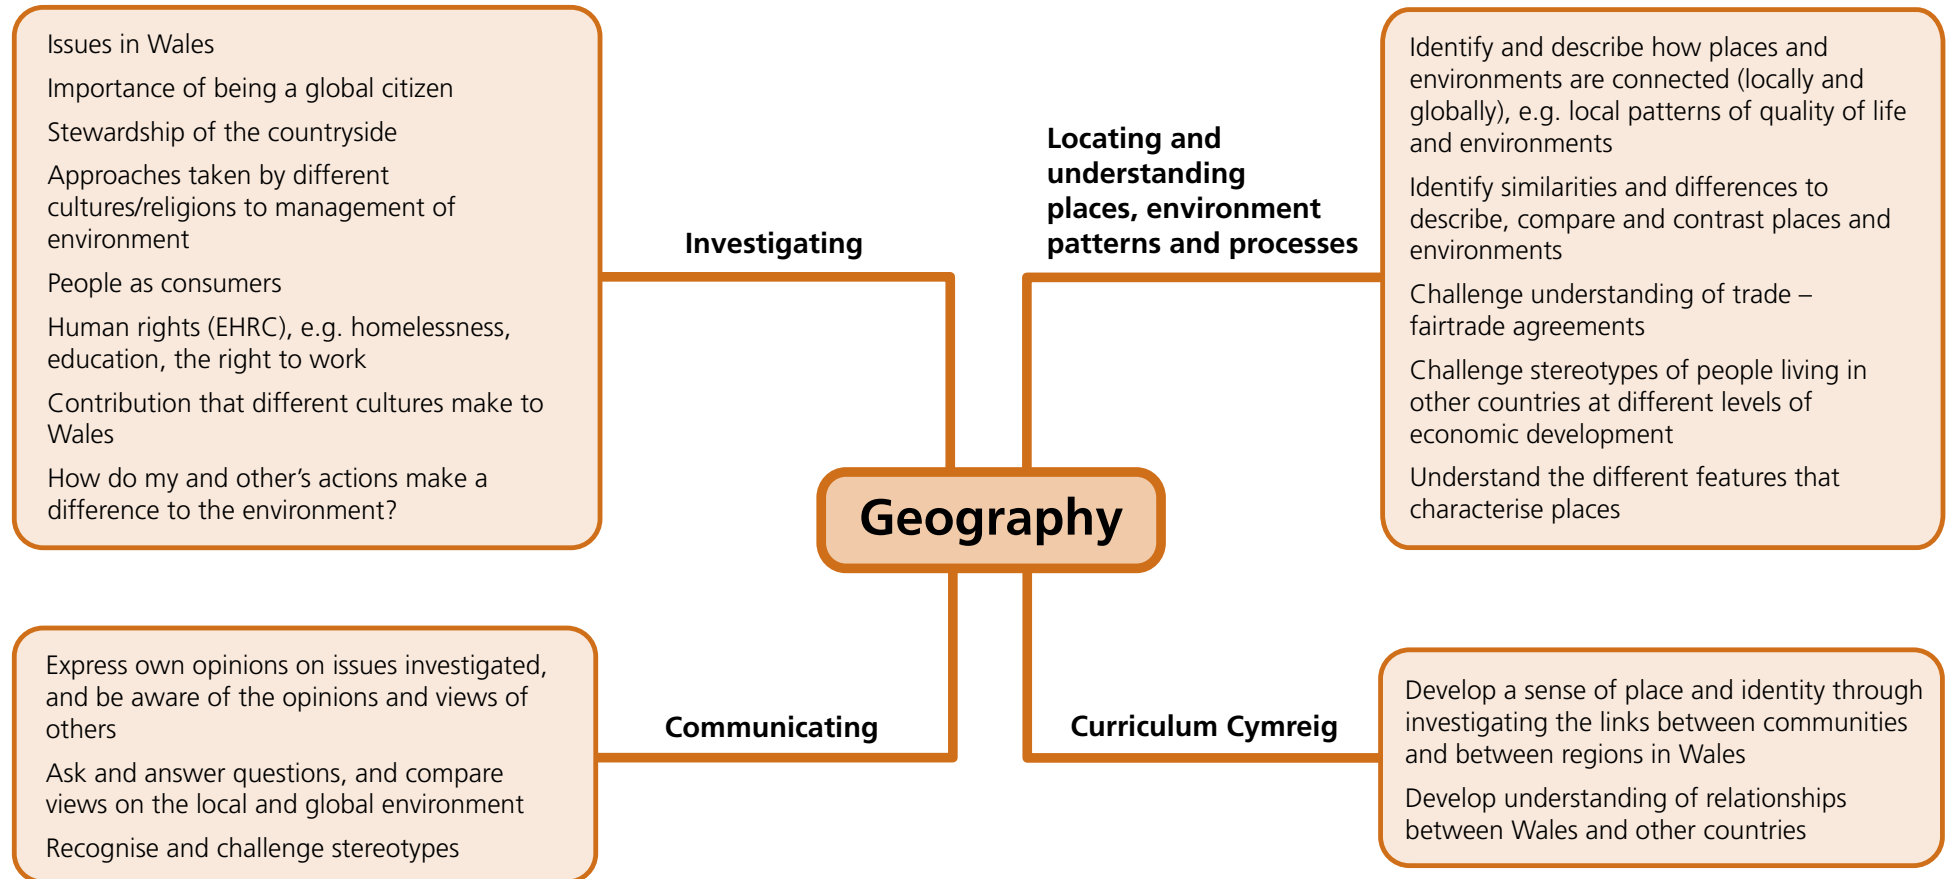 Issues in Wales
Importance of being a global citizen
Stewardship of the countryside
Approaches taken by different
cultures/religions to management of
environment
People as consumers
Human rights (EHRC), e.g. homelessness,
education, the right to work
Contribution that different cultures make to
Wales
How do my and other’s actions make a
difference to the environment?
Investigating
Locating and
understanding
places, environment
patterns and processes
Identify and describe how places and
environments are connected (locally and
globally), e.g. local patterns of quality of life
and environments
Identify similarities and differences to
describe, compare and contrast places and
environments
Challenge understanding of trade –
fairtrade agreements
Challenge stereotypes of people living in
other countries at different levels of
economic development
Understand the different features that
characterise places
Geography
Express own opinions on issues investigated,
and be aware of the opinions and views of
others
Ask and answer questions, and compare
views on the local and global environment
Recognise and challenge stereotypes
Communicating
Curriculum Cymreig
Develop a sense of place and identity through
investigating the links between communities
and between regions in Wales
Develop understanding of relationships
between Wales and other countries